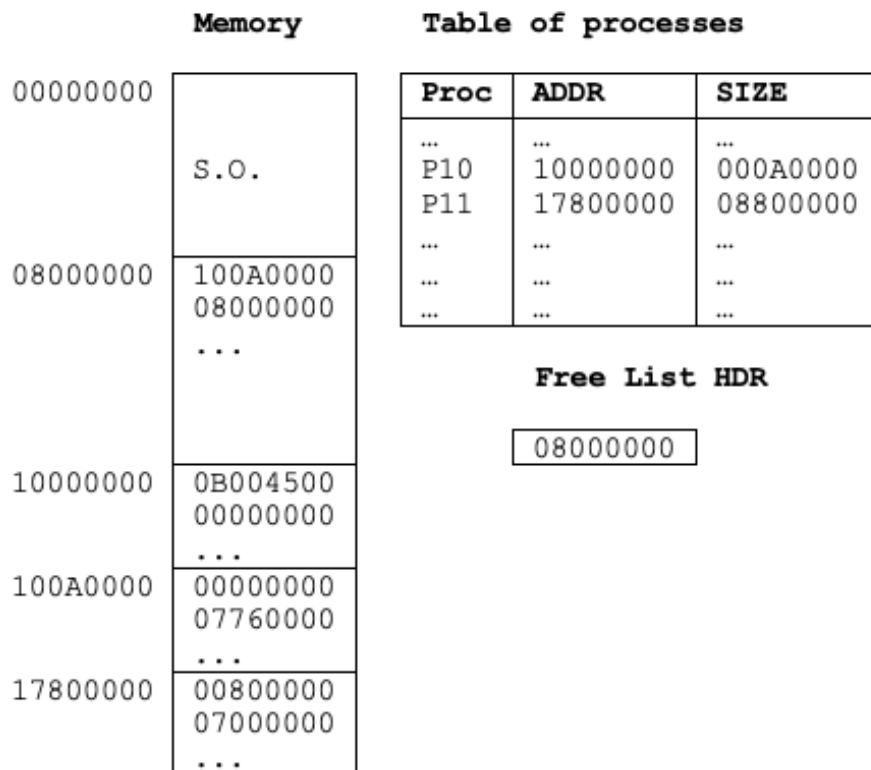 Memory
Table of processes
00000000
S.O.
08000000
100A0000
08000000
...
10000000
0B004500
00000000
...
100A0000
00000000
07760000
...
17800000
00800000
07000000
...
Proc ADDR SIZE
… … …
P10 10000000 000A0000
P11 17800000 08800000
… … …
… … …
… … …
Free List HDR
08000000